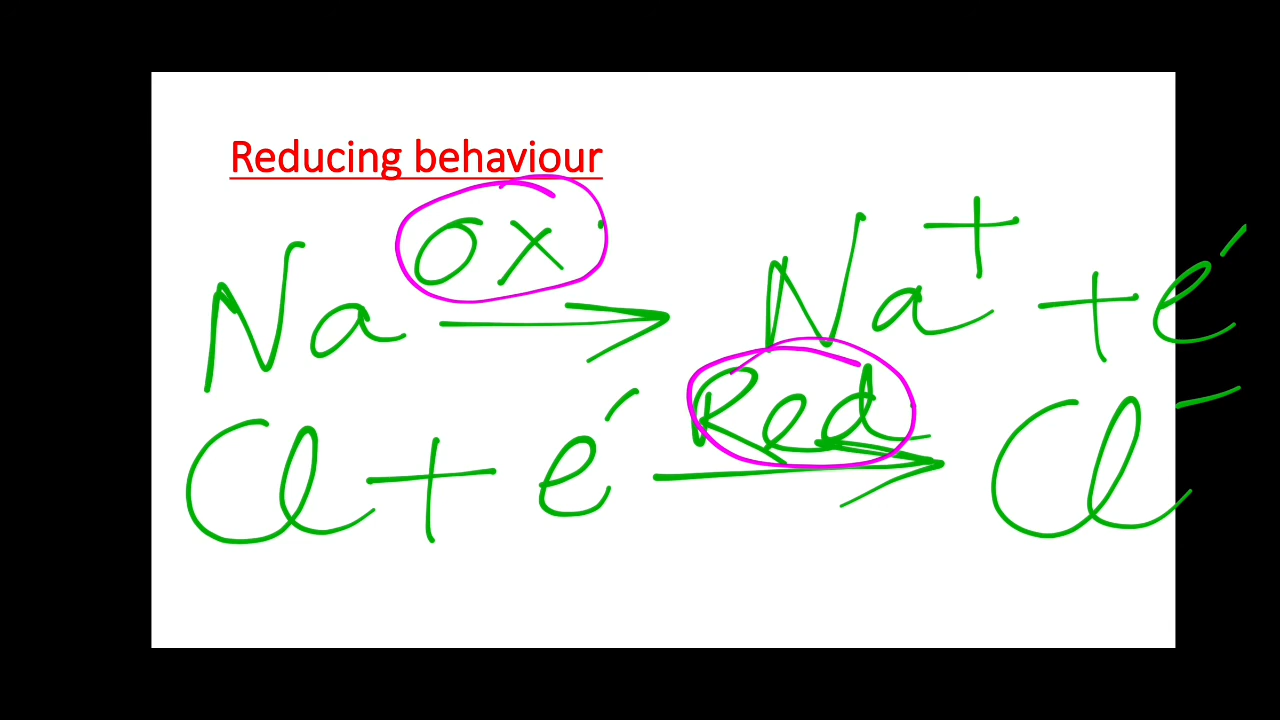 Reducing behaviour
ox
Na → Na⁺ + e⁻
Red
Cl + e⁻ → Cl⁻